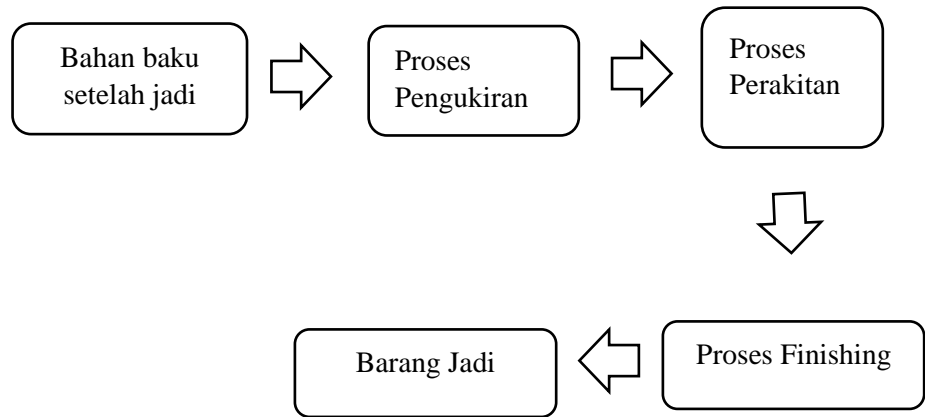 Bahan baku
setelah jadi
Proses
Pengukiran
Proses
Perakitan
Proses Finishing
Barang Jadi